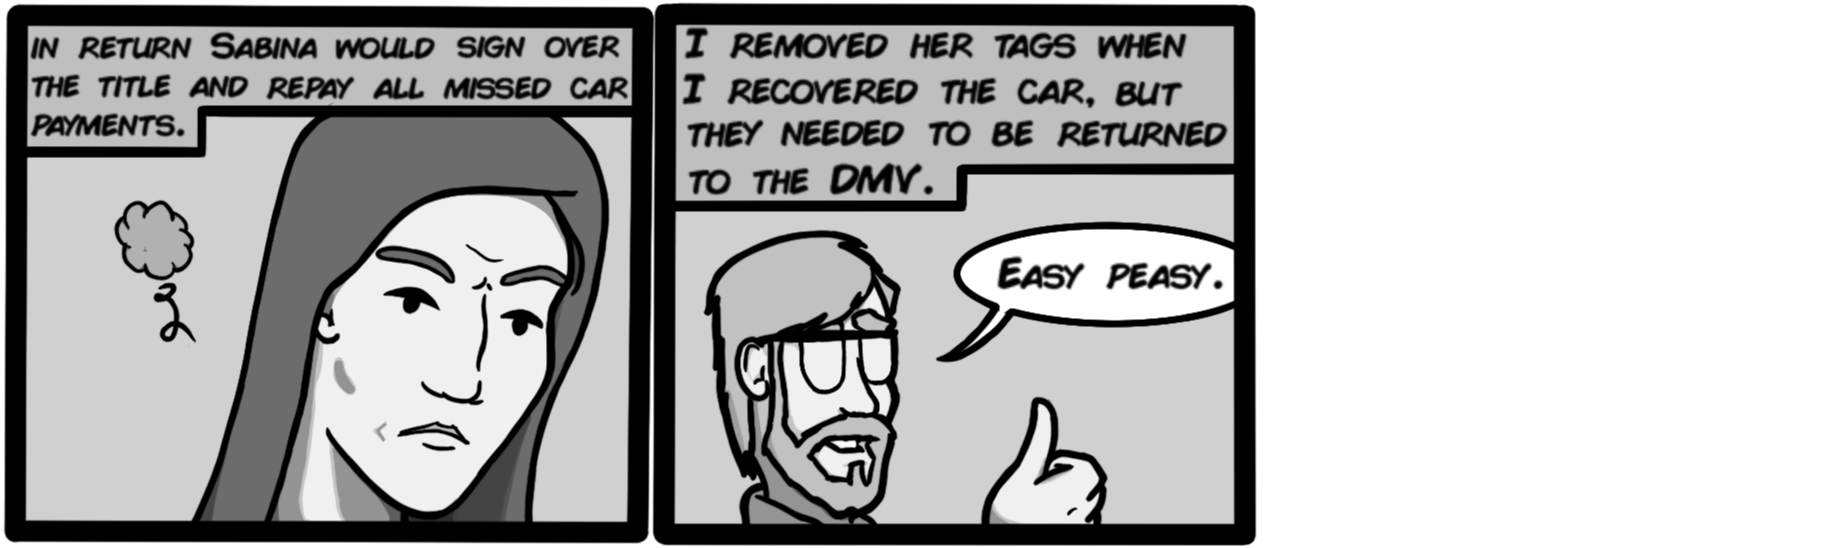 IN RETURN SABINA WOULD SIGN OVER
THE TITLE AND REPAY ALL MISSED CAR
PAYMENTS.
I REMOVED HER TAGS WHEN
I RECOVERED THE CAR, BUT
THEY NEEDED TO BE RETURNED
TO THE DMV.
EASY PEASY.